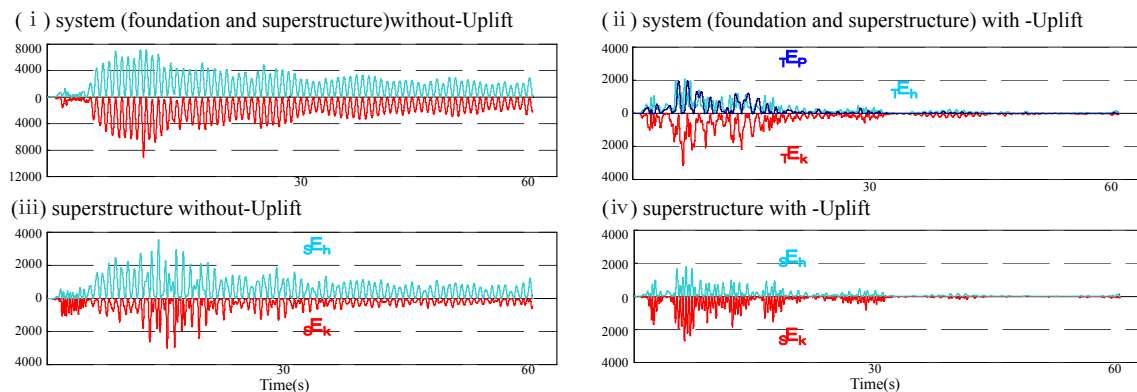 (ⅰ) system (foundation and superstructure)without-Uplift
8000
4000
0
4000
8000
12000
30
60
(ⅱ) system (foundation and superstructure) with -Uplift
4000
2000
0
2000
4000
TEp
TEh
TEk
30
60
(ⅲ) superstructure without-Uplift
4000
2000
0
2000
4000
SEh
SEk
30
60
Time(s)
(ⅳ) superstructure with -Uplift
4000
2000
0
2000
4000
SEh
SEk
30
60
Time(s)